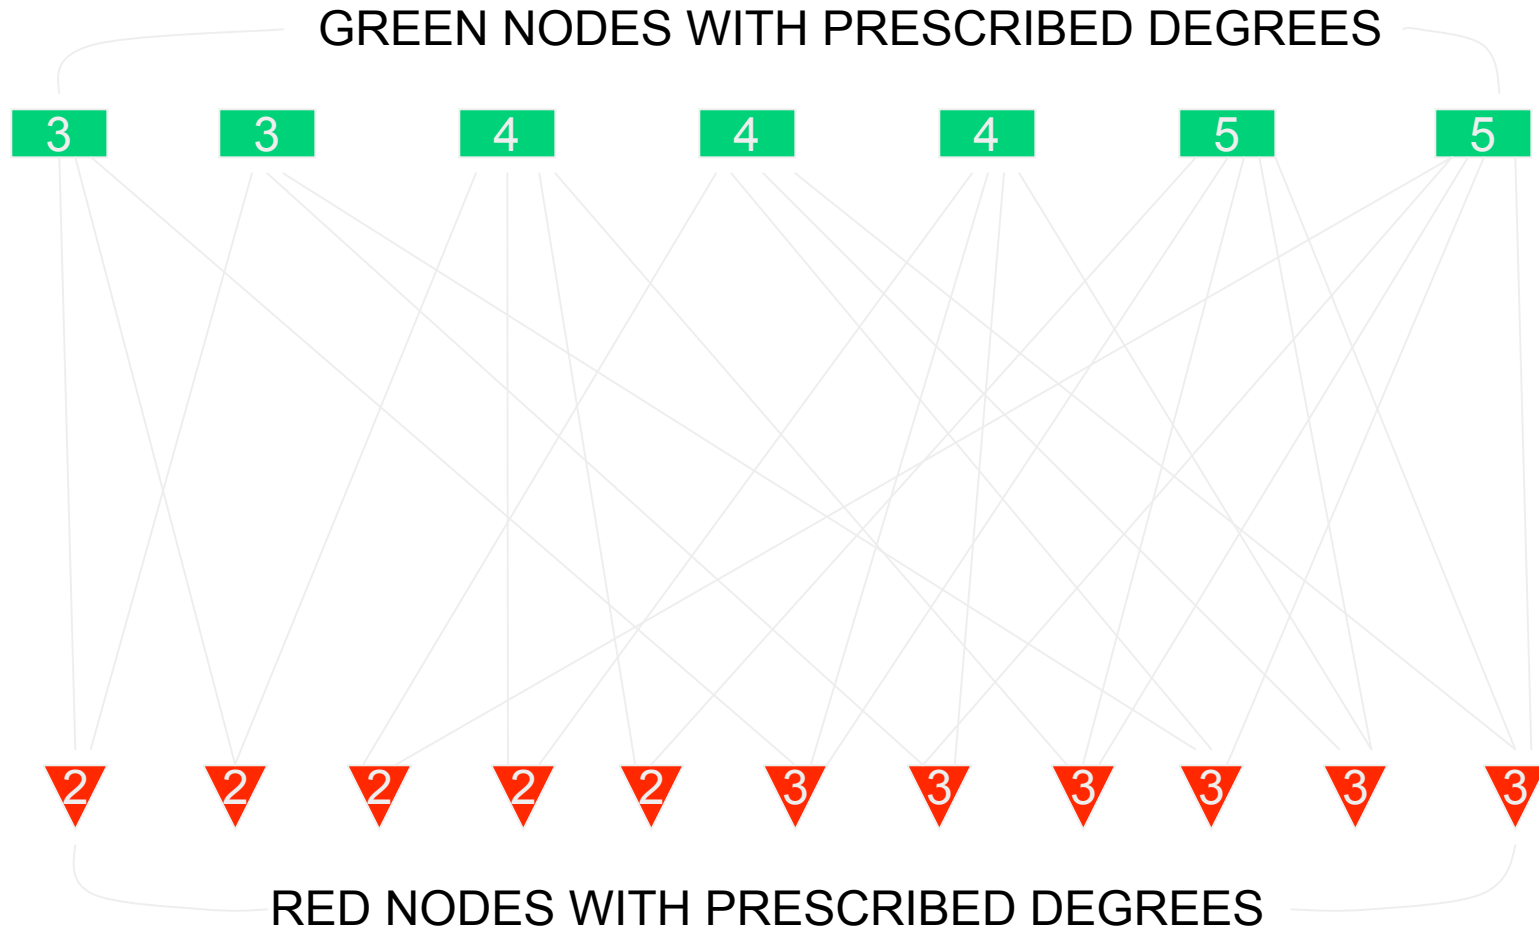 GREEN NODES WITH PRESCRIBED DEGREES
3 3 4 4 4 5 5
2 2 2 2 2 3 3 3 3 3 3
RED NODES WITH PRESCRIBED DEGREES